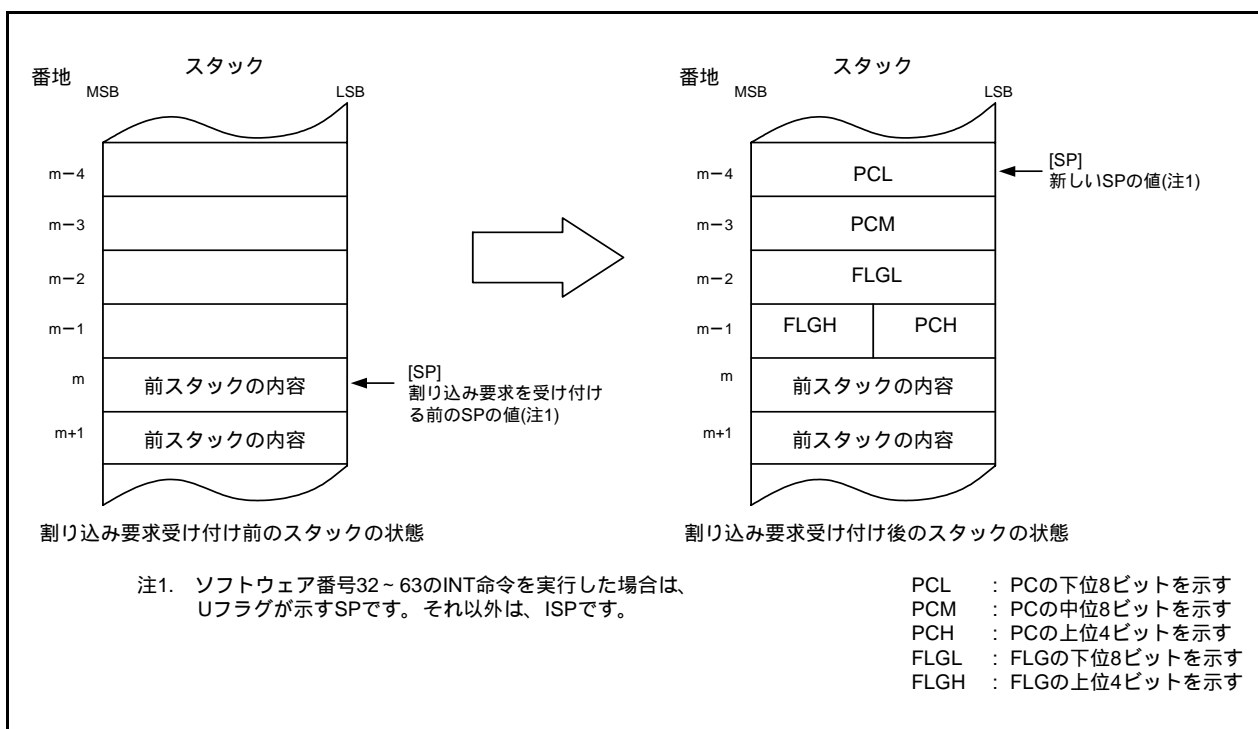 番地
スタック
MSB
LSB
m－4
m－3
m－2
m－1
m
前スタックの内容
m+1
前スタックの内容
[SP]
割り込み要求を受け付け
る前のSPの値(注1)
割り込み要求受け付け前のスタックの状態
番地
スタック
MSB
LSB
m－4
PCL
m－3
PCM
m－2
FLGL
m－1
FLGH
PCH
m
前スタックの内容
m+1
前スタックの内容
[SP]
新しいSPの値(注1)
割り込み要求受け付け後のスタックの状態
注1. ソフトウェア番号32～63のINT命令を実行した場合は、
Uフラグが示すSPです。それ以外は、ISPです。
PCL : PCの下位8ビットを示す
PCM : PCの中位8ビットを示す
PCH : PCの上位4ビットを示す
FLGL : FLGの下位8ビットを示す
FLGH : FLGの上位4ビットを示す